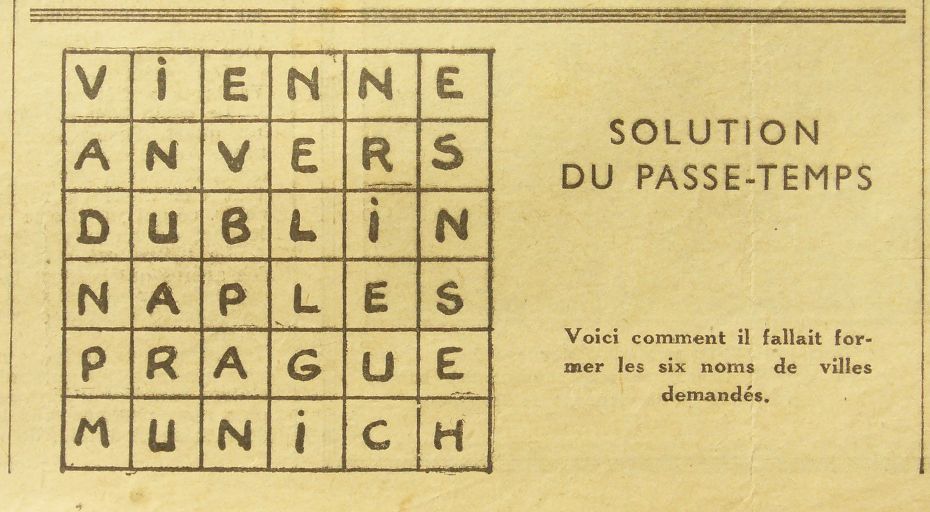 VIENNE
ANVERS
DUBLIN
NAPLES
PRAGUE
MUNICH
SOLUTION
DU PASSE-TEMPS
Voici comment il fallait for-
mer les six noms de villes
demandés.